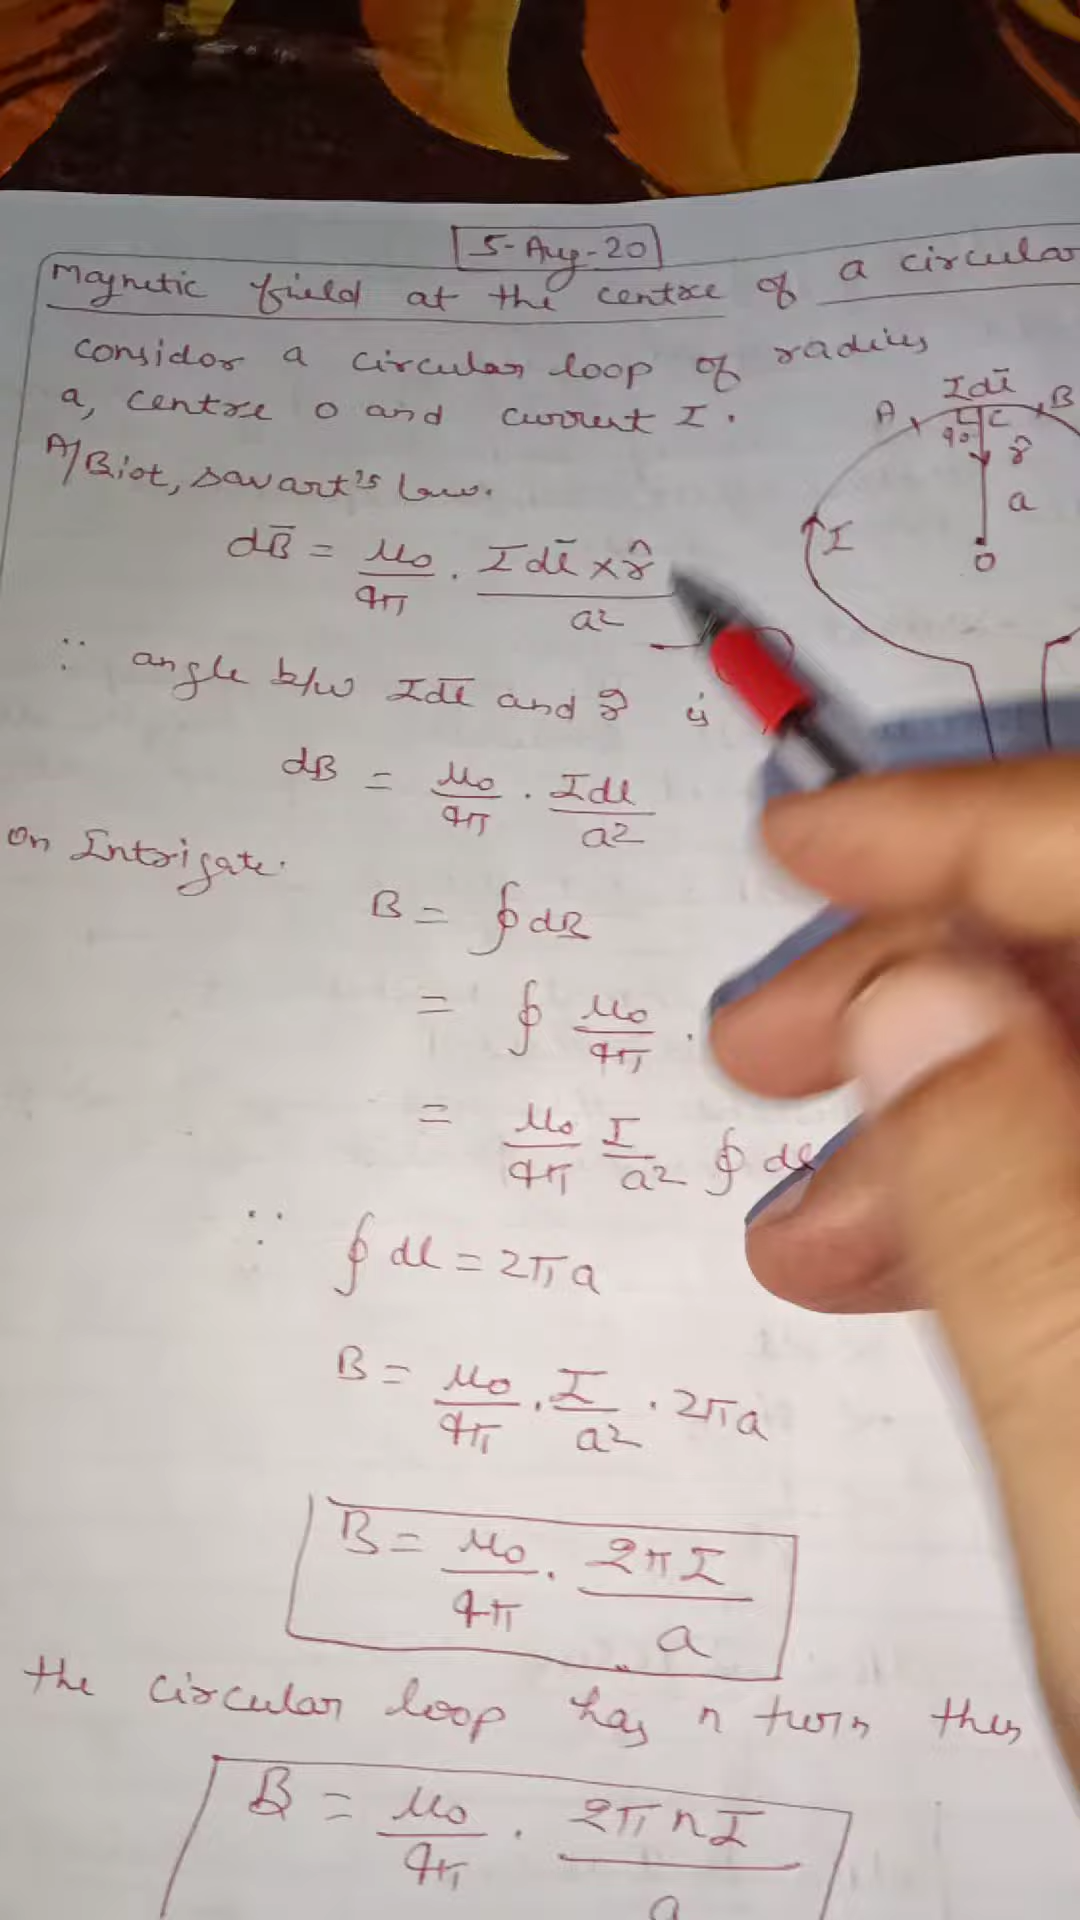 5-Aug-20
Magnetic field at the centre of a circular
considor a circular loop of radius
a, centre o and current I.
A/Biot, savart's law.
dB̄ = μ₀/4π · Idl̄ × r̂ / a²
∵ angle b/w Idl̄ and r̂ is
dB = μ₀/4π · Idl/a²
on Intrigate.
B = ∮ dB
= ∮ μ₀/4π ·
= μ₀/4π I/a² ∮ dl
∵ ∮ dl = 2πa
B = μ₀/4π · I/a² · 2πa
B = μ₀/4π · 2πI/a
the circular loop has n turn then
B = μ₀/4π · 2πnI/a
Idl̄
A
B
90
C
r̂
a
I
O